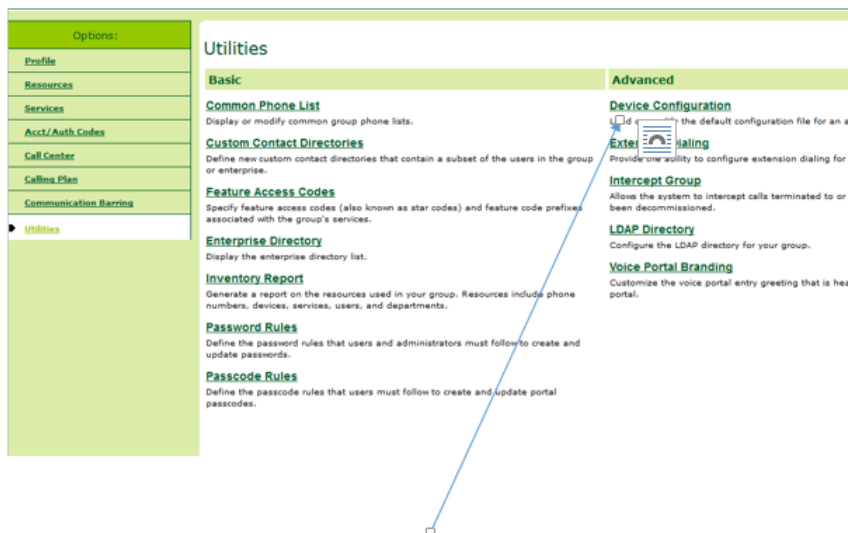 Options:
Profile
Resources
Services
Acct/Auth Codes
Call Center
Calling Plan
Communication Barring
Utilities
Utilities
Basic
Common Phone List
Display or modify common group phone lists.
Custom Contact Directories
Define new custom contact directories that contain a subset of the users in the group
or enterprise.
Feature Access Codes
Specify feature access codes (also known as star codes) and feature code prefixes
associated with the group's services.
Enterprise Directory
Display the enterprise directory list.
Inventory Report
Generate a report on the resources used in your group. Resources include phone
numbers, devices, services, users, and departments.
Password Rules
Define the password rules that users and administrators must follow to create and
update passwords.
Passcode Rules
Define the passcode rules that users must follow to create and update portal
passcodes.
Advanced
Device Configuration
the default configuration file for an a
Provide the ability to configure extension dialing for
Intercept Group
Allows the system to intercept calls terminated to or
been decommissioned.
LDAP Directory
Configure the LDAP directory for your group.
Voice Portal Branding
Customize the voice portal entry greeting that is hea
portal.